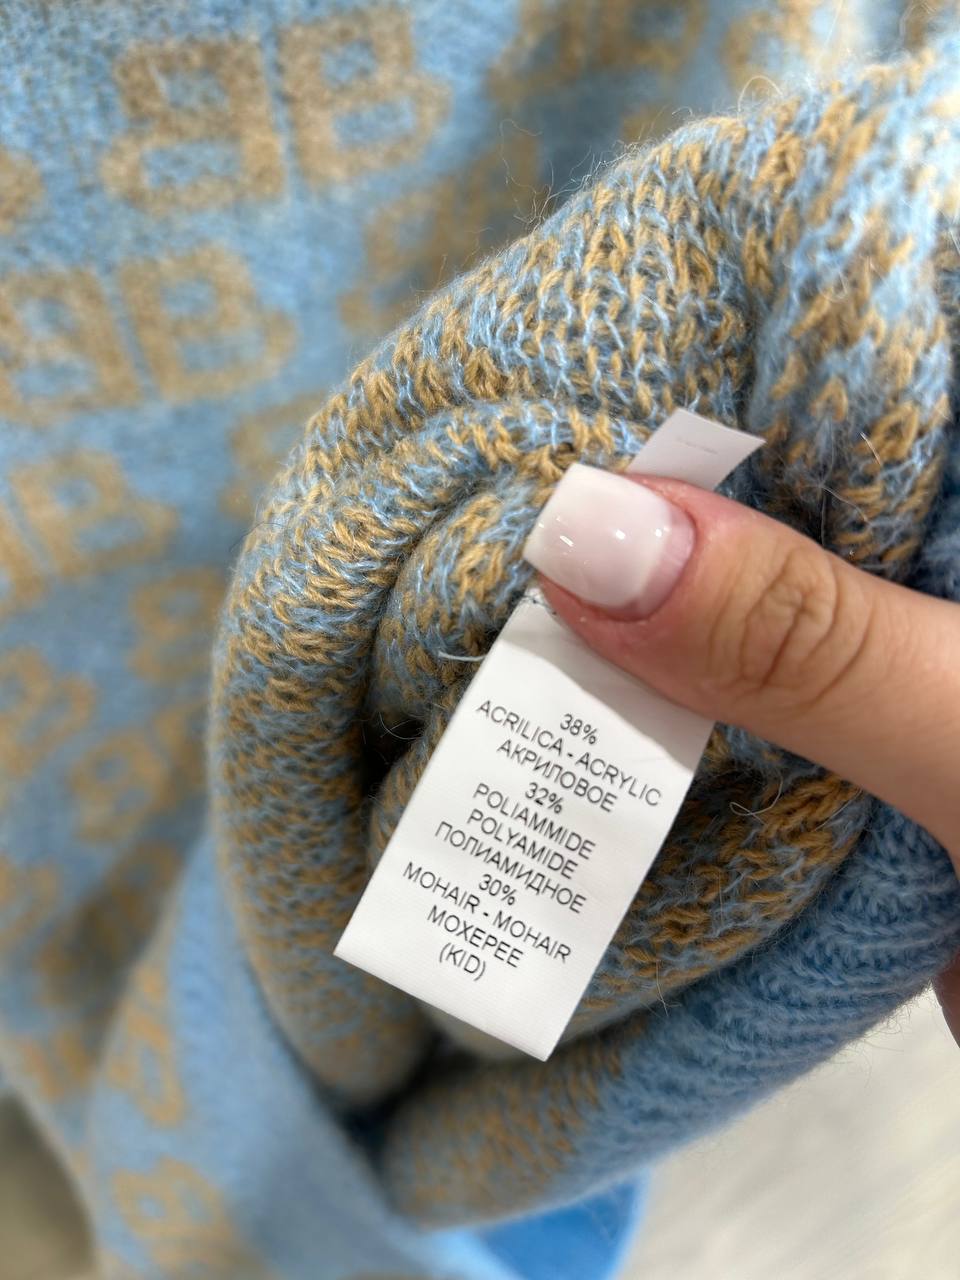 38%
ACRILICA - ACRYLIC
АКРИЛОВОЕ
32%
POLIAMMIDE
POLYAMIDE
ПОЛИАМИДНОЕ
30%
MOHAIR - MOHAIR
МОХЕРЕЕ
(KID)